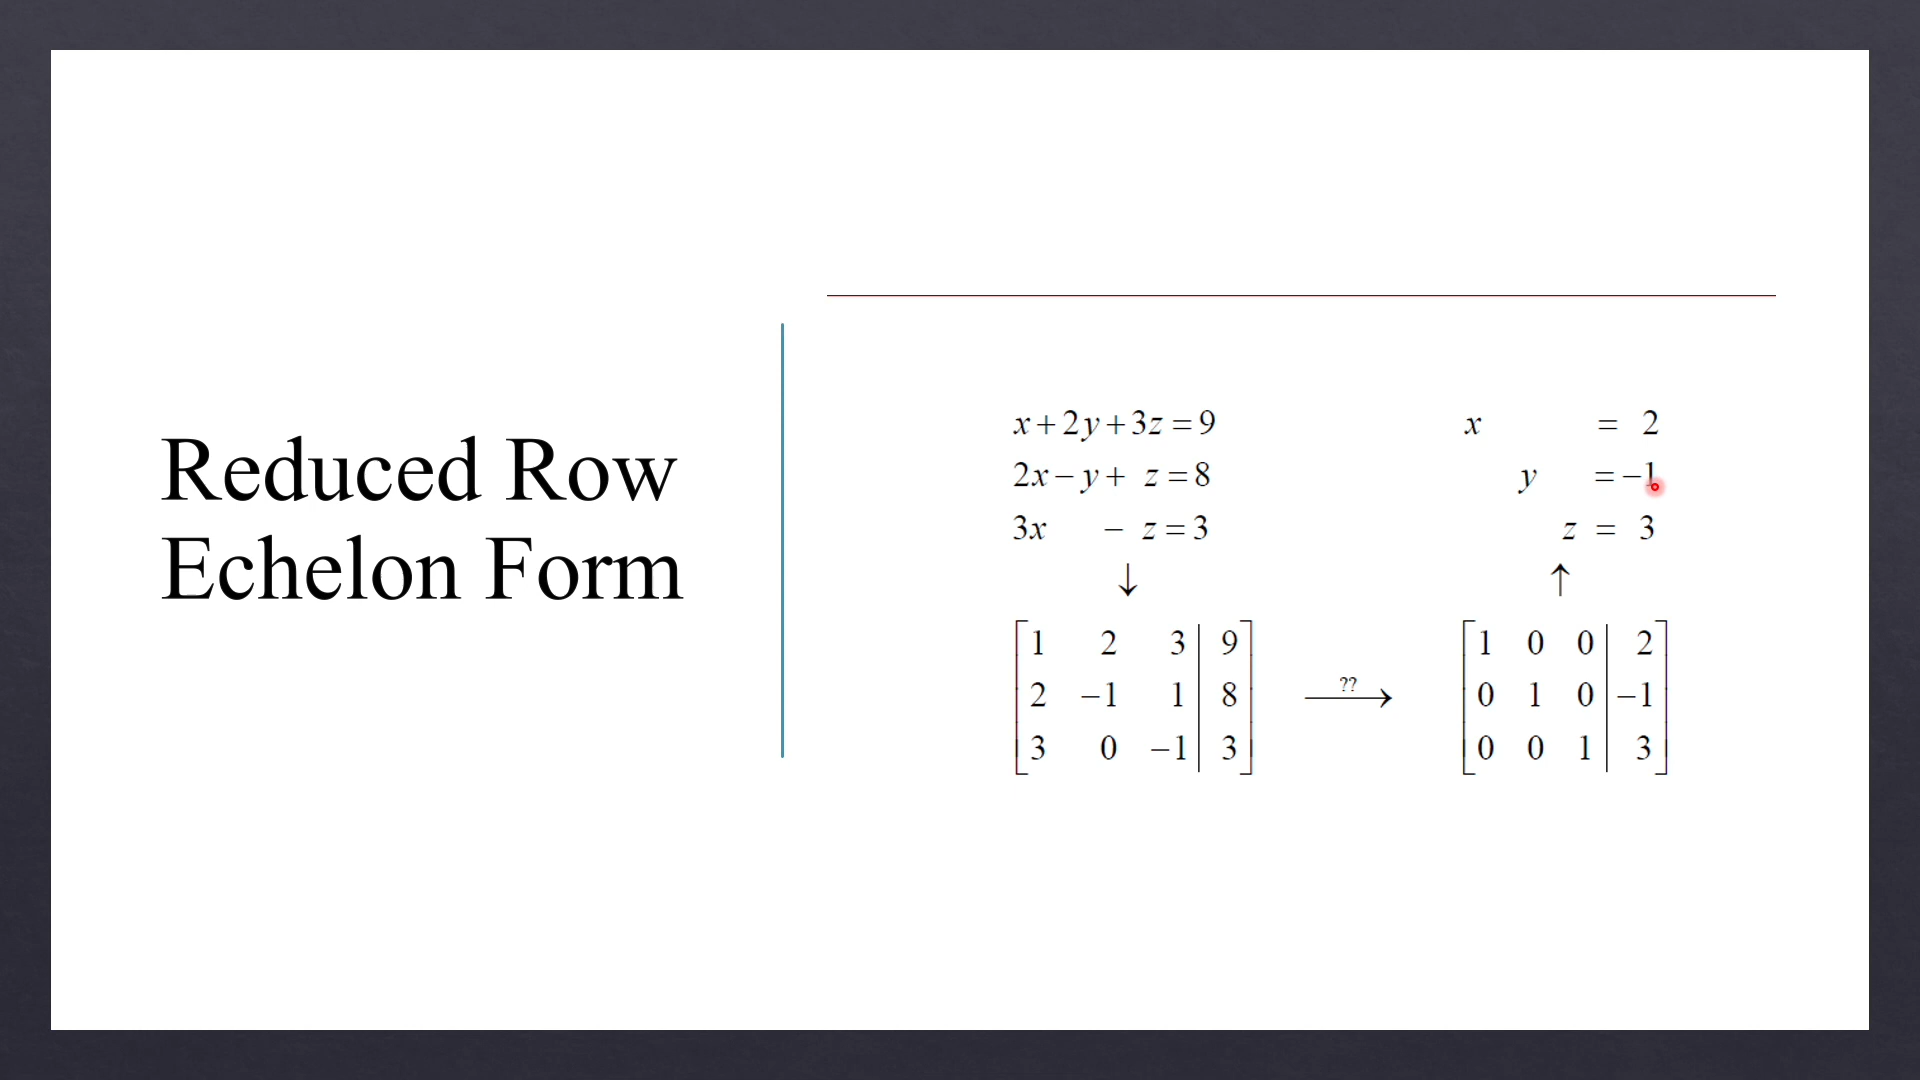 Reduced Row
Echelon Form
x + 2y + 3z = 9
2x − y + z = 8
3x − z = 3
↓
1 2 3 | 9
2 −1 1 | 8
3 0 −1 | 3
??
→
x = 2
y = −1
z = 3
↑
1 0 0 | 2
0 1 0 | −1
0 0 1 | 3